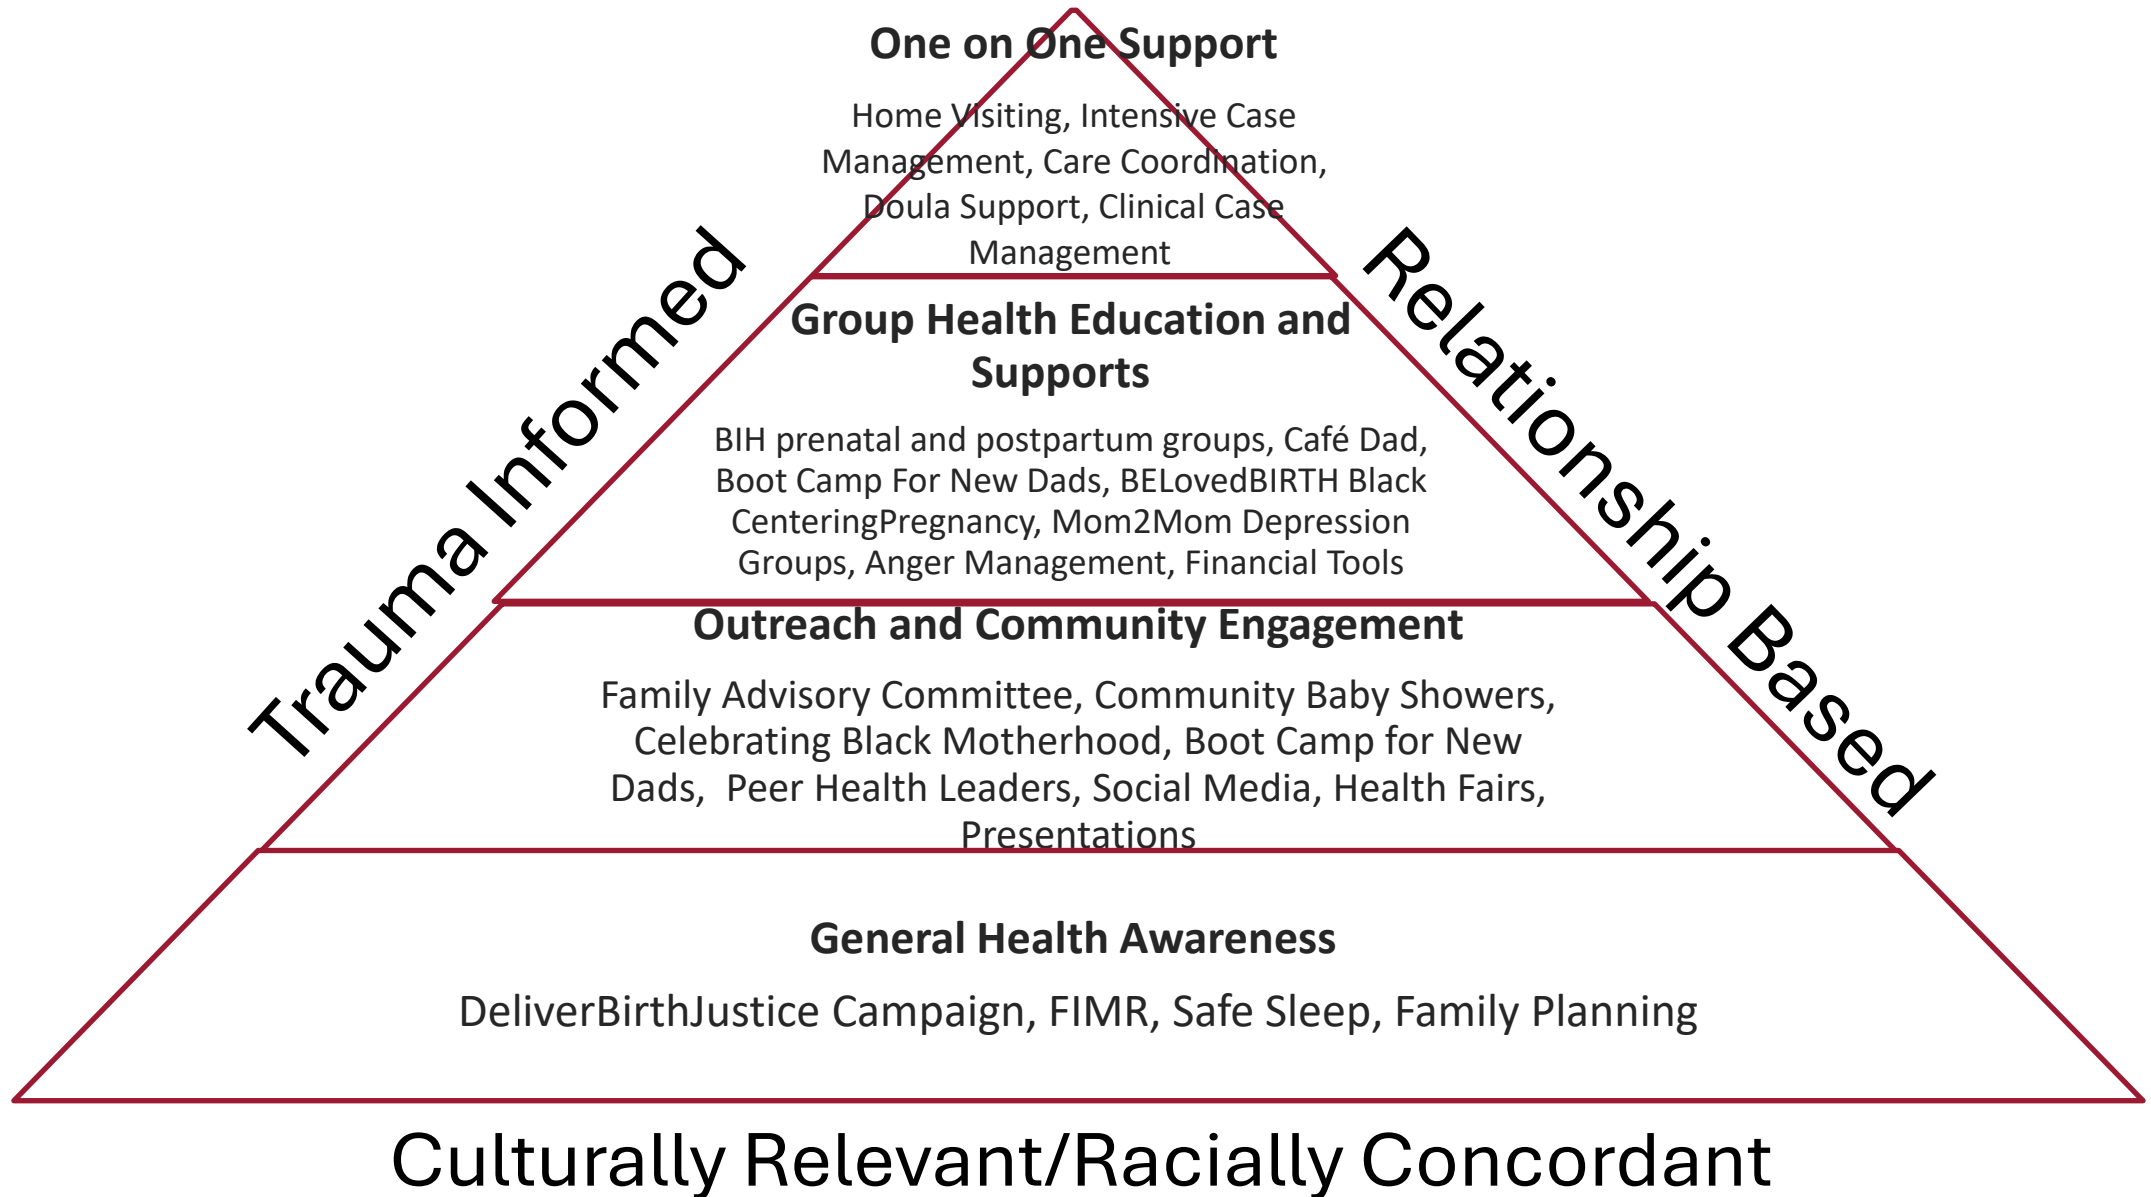 One on One Support
Home Visiting, Intensive Case
Management, Care Coordination,
Doula Support, Clinical Case
Management
Group Health Education and
Supports
BIH prenatal and postpartum groups, Café Dad,
Boot Camp For New Dads, BELovedBIRTH Black
CenteringPregnancy, Mom2Mom Depression
Groups, Anger Management, Financial Tools
Outreach and Community Engagement
Family Advisory Committee, Community Baby Showers,
Celebrating Black Motherhood, Boot Camp for New
Dads,  Peer Health Leaders, Social Media, Health Fairs,
Presentations
General Health Awareness
DeliverBirthJustice Campaign, FIMR, Safe Sleep, Family Planning
Trauma Informed
Relationship Based
Culturally Relevant/Racially Concordant